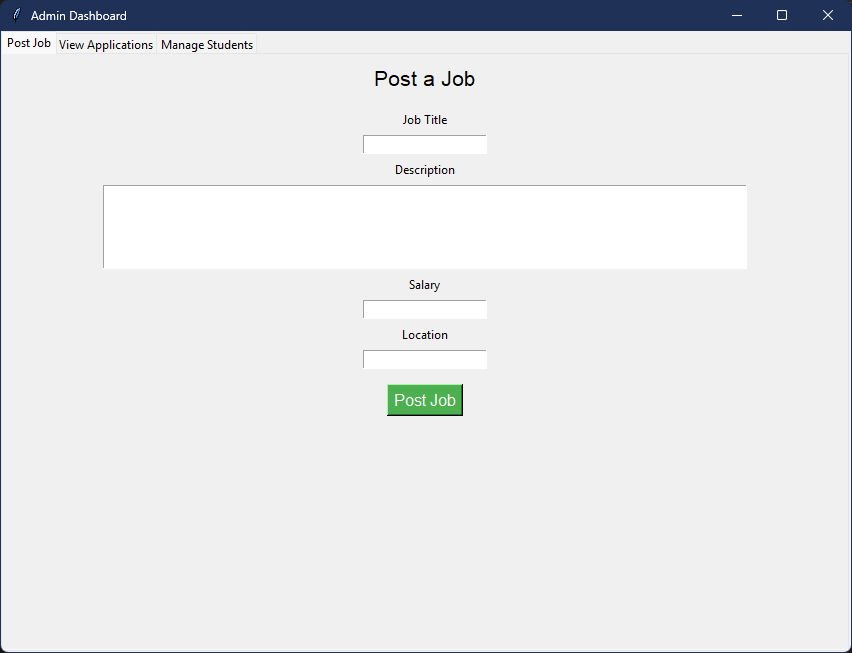 Admin Dashboard
Post Job View Applications Manage Students
Post a Job
Job Title
Description
Salary
Location
Post Job